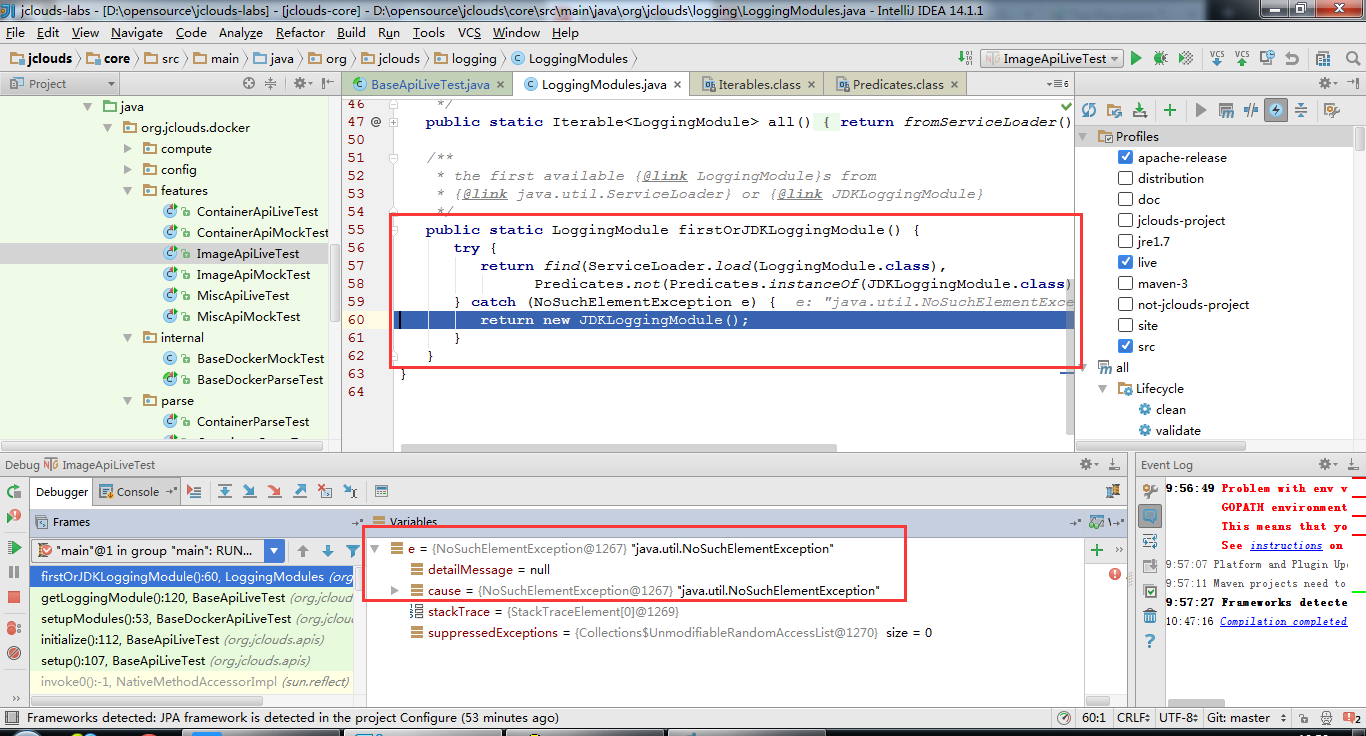 jclouds-labs - [D:\opensource\jclouds-labs] - [jclouds-core] - D:\opensource\jclouds\core\src\main\java\org\jclouds\logging\LoggingModules.java - IntelliJ IDEA 14.1.1
File Edit View Navigate Code Analyze Refactor Build Run Tools VCS Window Help
jclouds core src main java org jclouds logging LoggingModules ImageApiLiveTest VCS VCS
Project BaseApiLiveTest.java LoggingModules.java Iterables.class Predicates.class 6
java
org.jclouds.docker
compute
config
features
ContainerApiLiveTest
ContainerApiMockTest
ImageApiLiveTest
ImageApiMockTest
MiscApiLiveTest
MiscApiMockTest
internal
BaseDockerMockTest
BaseDockerParseTest
parse
ContainerParseTest
46 */
47 @ public static Iterable<LoggingModule> all() { return fromServiceLoader()
50
51 /**
52 * the first available {@link LoggingModule}s from
53 * {@link java.util.ServiceLoader} or {@link JDKLoggingModule}
54 */
55 public static LoggingModule firstOrJDKLoggingModule() {
56 try {
57 return find(ServiceLoader.load(LoggingModule.class),
58 Predicates.not(Predicates.instanceOf(JDKLoggingModule.class)
59 } catch (NoSuchElementException e) { e: "java.util.NoSuchElementExce
60 return new JDKLoggingModule();
61 }
62 }
63 }
64
Profiles
apache-release
distribution
doc
jclouds-project
jre1.7
live
maven-3
not-jclouds-project
site
src
all
Lifecycle
clean
validate
Debug ImageApiLiveTest
Debugger Console
Frames
"main"@1 in group "main": RUN...
firstOrJDKLoggingModule():60, LoggingModules (org
getLoggingModule():120, BaseApiLiveTest (org.jcloud
setupModules():53, BaseDockerApiLiveTest (org.jclou
initialize():112, BaseApiLiveTest (org.jclouds.apis)
setup():107, BaseApiLiveTest (org.jclouds.apis)
invoke0():-1, NativeMethodAccessorImpl (sun.reflect)
Variables
e = {NoSuchElementException@1267} "java.util.NoSuchElementException"
detailMessage = null
cause = {NoSuchElementException@1267} "java.util.NoSuchElementException"
stackTrace = {StackTraceElement[0]@1269}
suppressedExceptions = {Collections$UnmodifiableRandomAccessList@1270} size = 0
Event Log
9:56:49 Problem with env v
GOPATH environment
This means that yo
See instructions on
9:57:07 Platform and Plugin Up
9:57:11 Maven projects need to
9:57:27 Frameworks detecte
10:47:16 Compilation completed
Frameworks detected: JPA framework is detected in the project Configure (53 minutes ago) 60:1 CRLF UTF-8 Git: master 2